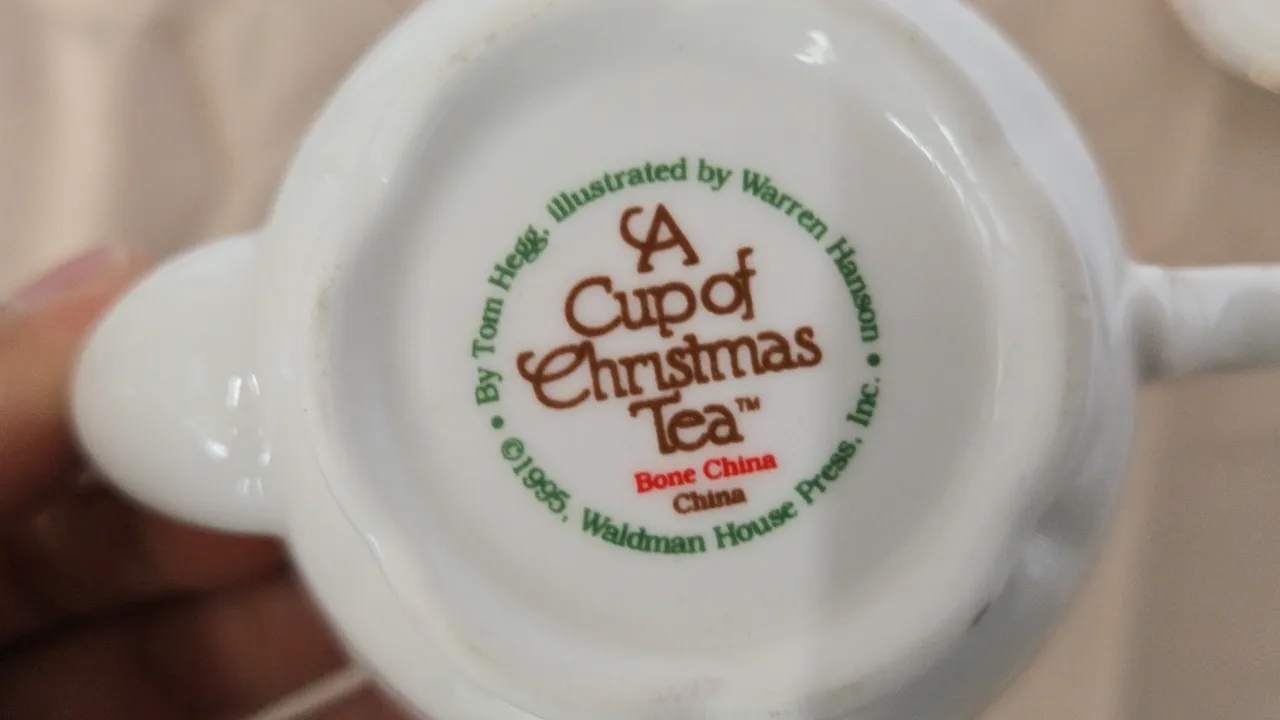 By Tom Hegg, illustrated by Warren Hanson
A
Cup of
Christmas
Tea™
Bone China
China
• ©1995, Waldman House Press, Inc. •